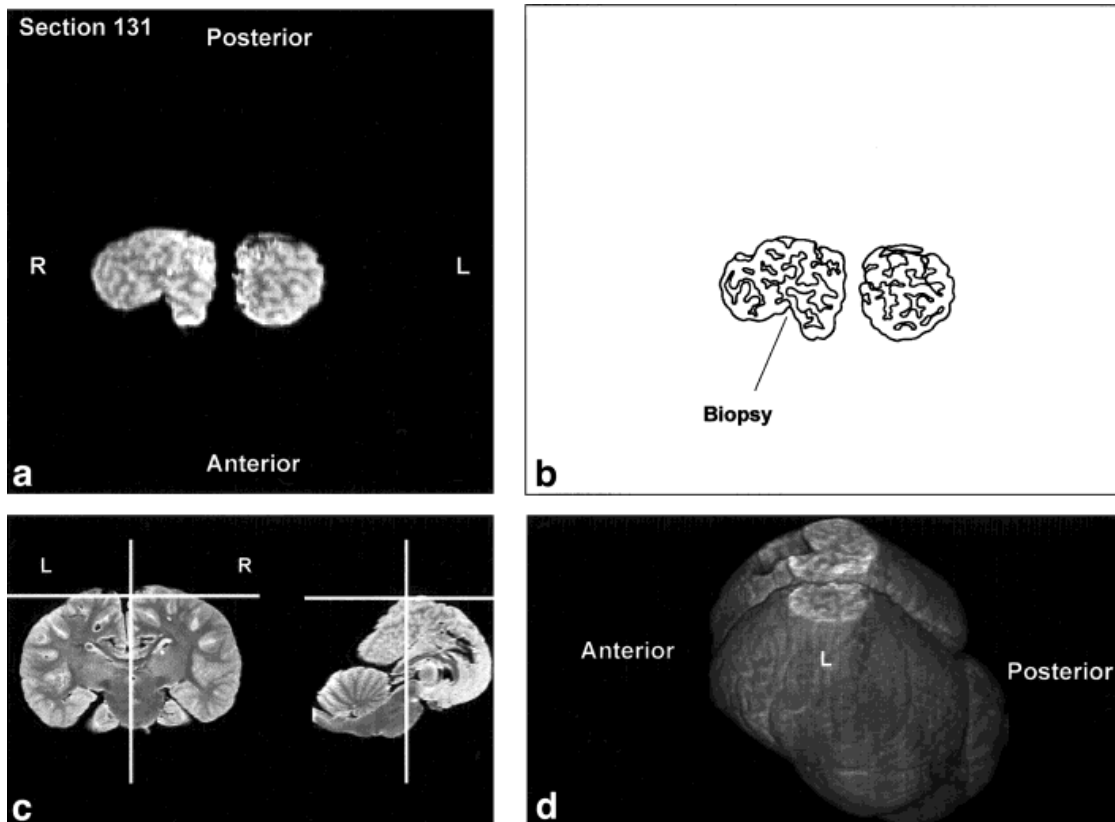 Section 131
Posterior
R
L
Anterior
a
Biopsy
b
L
R
c
Anterior
L
Posterior
d